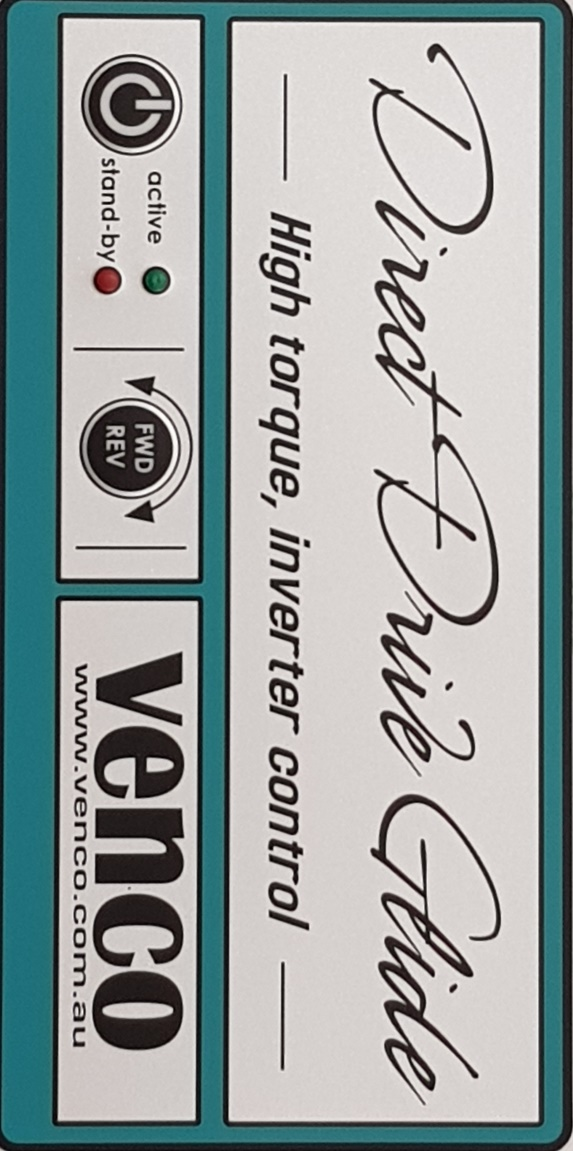 Direct Drive Glide
High torque, inverter control
active
stand-by
FWD
REV
venco
www.venco.com.au